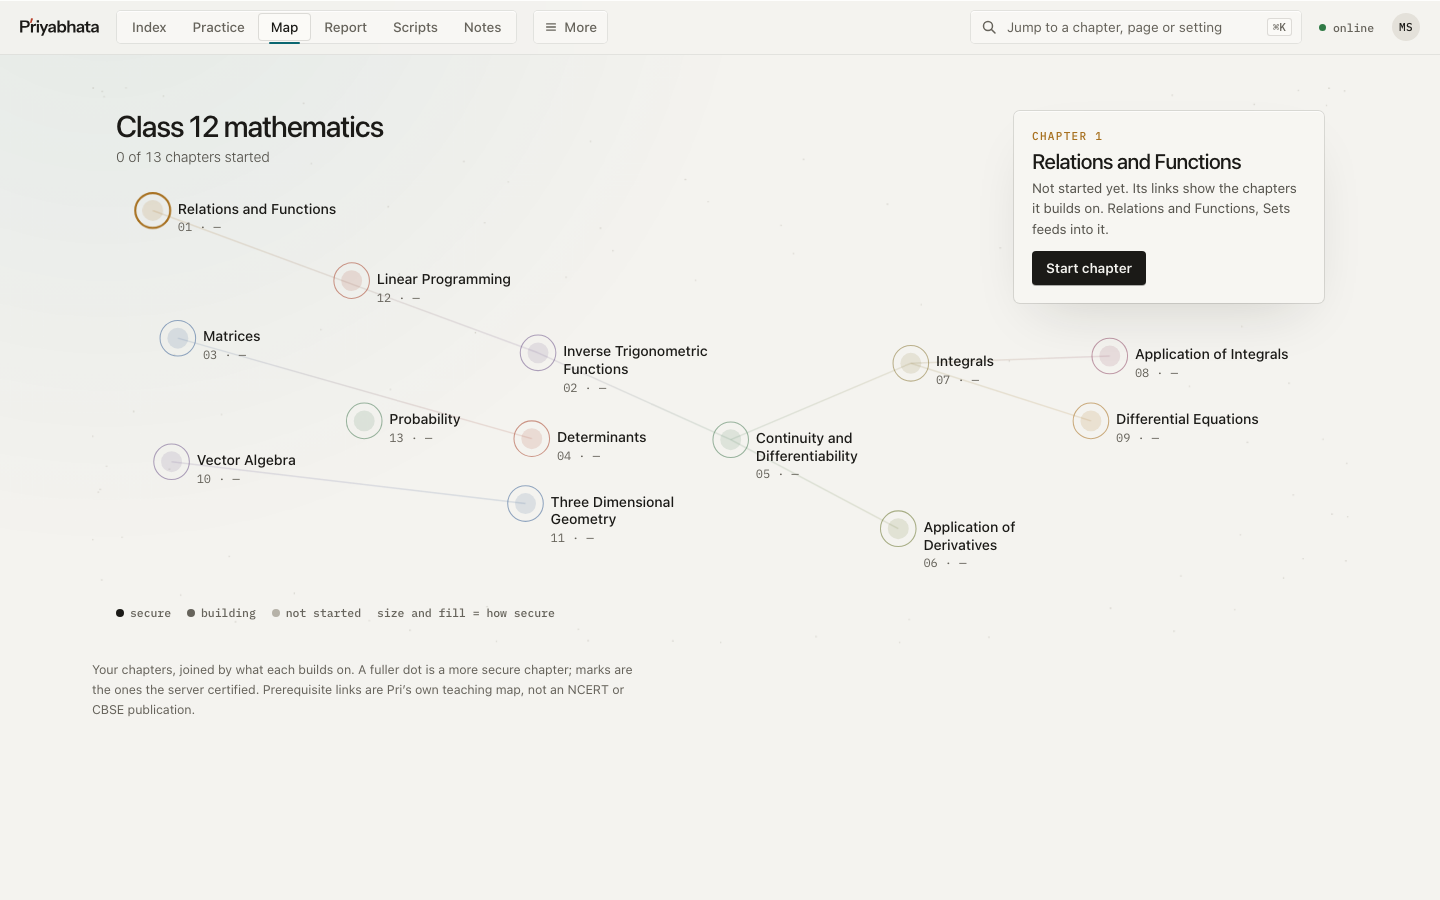 Priyabhata
Index
Practice
Map
Report
Scripts
Notes
More
Jump to a chapter, page or setting
⌘K
online
MS
Class 12 mathematics
0 of 13 chapters started
CHAPTER 1
Relations and Functions
Not started yet. Its links show the chapters
it builds on. Relations and Functions, Sets
feeds into it.
Start chapter
Relations and Functions
01 · —
Linear Programming
12 · —
Matrices
03 · —
Inverse Trigonometric
Functions
02 · —
Integrals
07 · —
Application of Integrals
08 · —
Probability
13 · —
Determinants
04 · —
Continuity and
Differentiability
05 · —
Differential Equations
09 · —
Vector Algebra
10 · —
Three Dimensional
Geometry
11 · —
Application of
Derivatives
06 · —
secure
building
not started
size and fill = how secure
Your chapters, joined by what each builds on. A fuller dot is a more secure chapter; marks are
the ones the server certified. Prerequisite links are Pri’s own teaching map, not an NCERT or
CBSE publication.